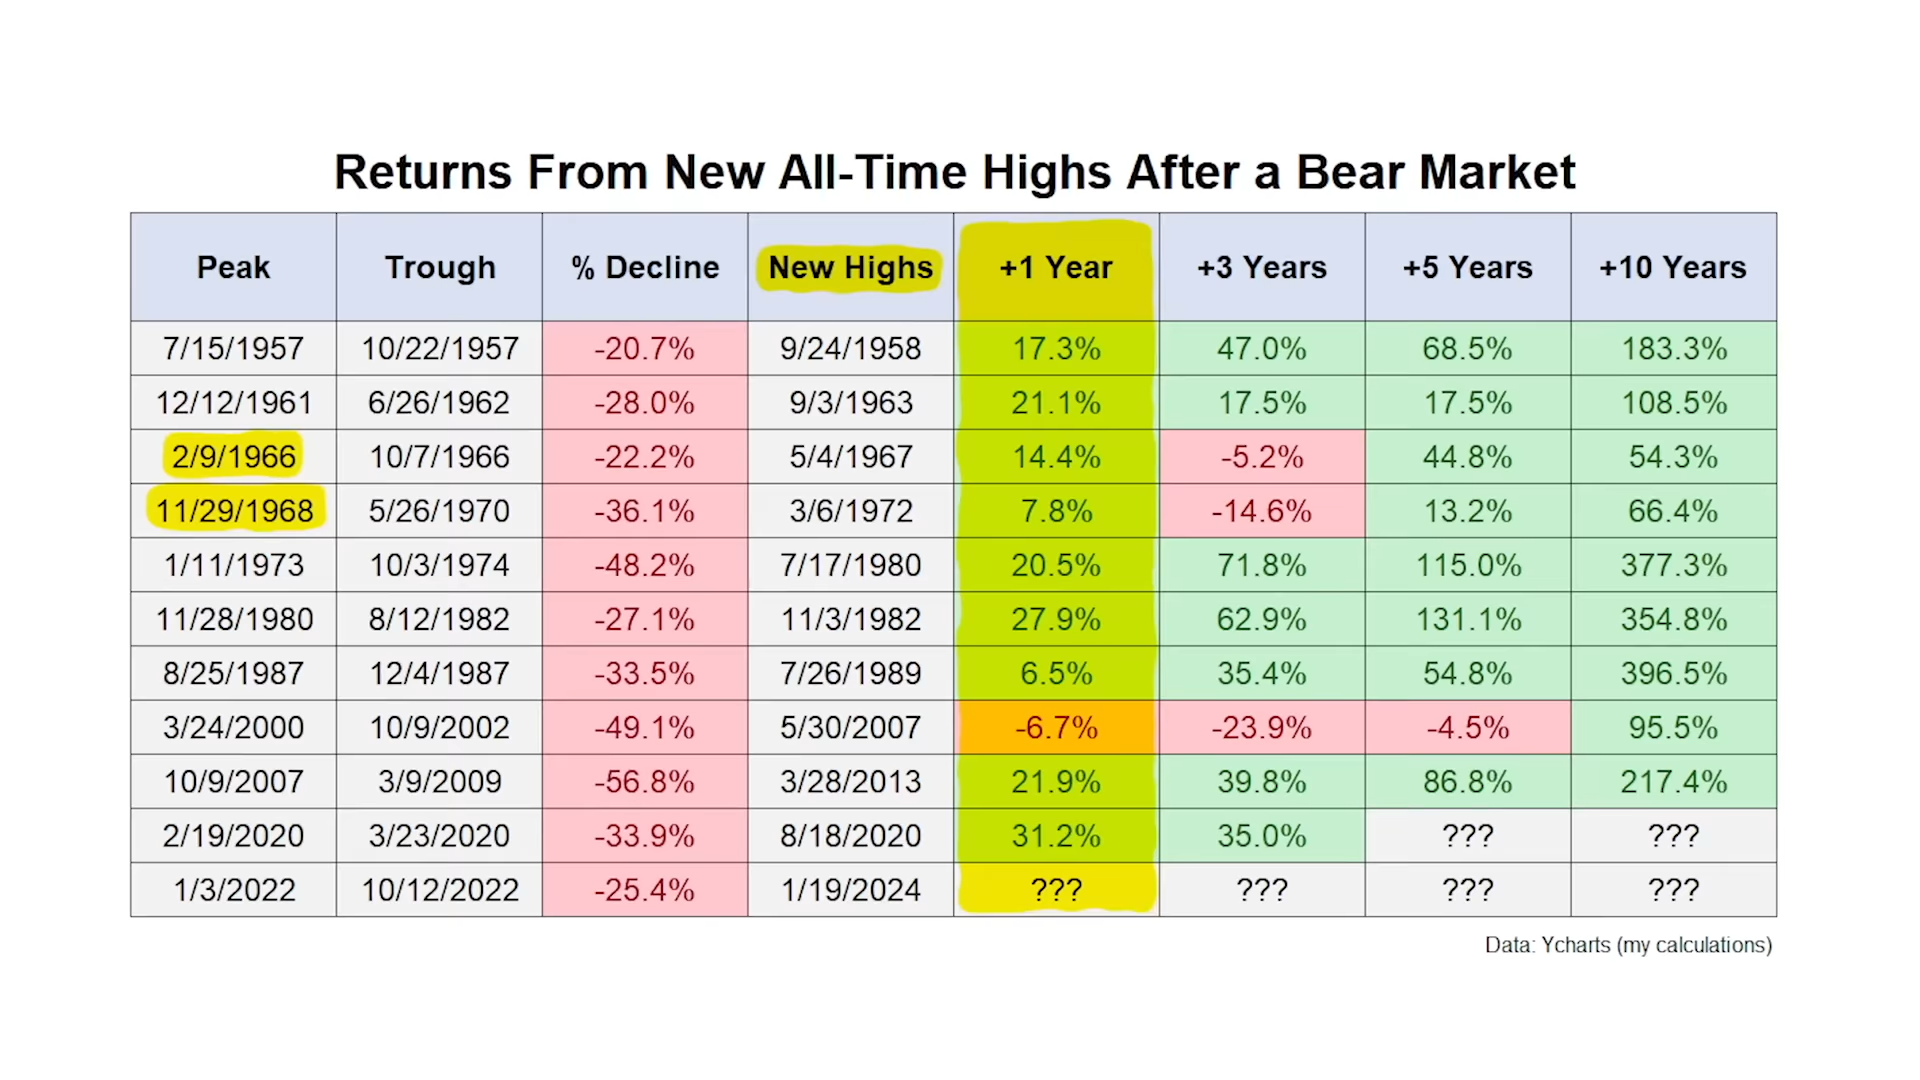 Returns From New All-Time Highs After a Bear Market
Peak Trough % Decline New Highs +1 Year +3 Years +5 Years +10 Years
7/15/1957 10/22/1957 -20.7% 9/24/1958 17.3% 47.0% 68.5% 183.3%
12/12/1961 6/26/1962 -28.0% 9/3/1963 21.1% 17.5% 17.5% 108.5%
2/9/1966 10/7/1966 -22.2% 5/4/1967 14.4% -5.2% 44.8% 54.3%
11/29/1968 5/26/1970 -36.1% 3/6/1972 7.8% -14.6% 13.2% 66.4%
1/11/1973 10/3/1974 -48.2% 7/17/1980 20.5% 71.8% 115.0% 377.3%
11/28/1980 8/12/1982 -27.1% 11/3/1982 27.9% 62.9% 131.1% 354.8%
8/25/1987 12/4/1987 -33.5% 7/26/1989 6.5% 35.4% 54.8% 396.5%
3/24/2000 10/9/2002 -49.1% 5/30/2007 -6.7% -23.9% -4.5% 95.5%
10/9/2007 3/9/2009 -56.8% 3/28/2013 21.9% 39.8% 86.8% 217.4%
2/19/2020 3/23/2020 -33.9% 8/18/2020 31.2% 35.0% ??? ???
1/3/2022 10/12/2022 -25.4% 1/19/2024 ??? ??? ??? ???
Data: Ycharts (my calculations)